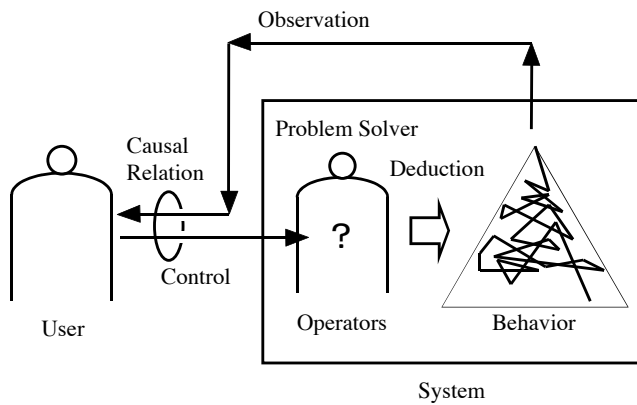 Observation
Problem Solver
Causal
Relation
Deduction
?
Control
User
Operators
Behavior
System